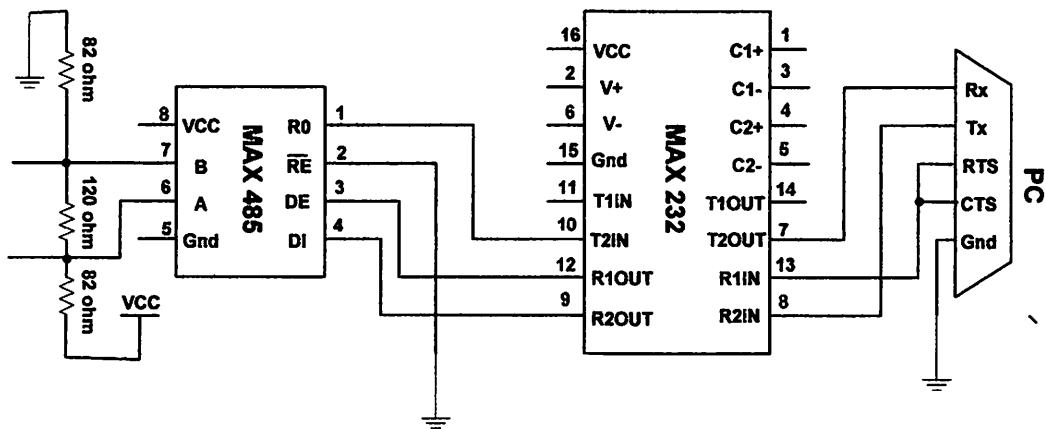 82 ohm
120 ohm
82 ohm
VCC
8
7
6
5
VCC
B
A
Gnd
MAX 485
R0
RE
DE
DI
1
2
3
4
16
2
6
15
11
10
12
9
VCC
V+
V-
Gnd
T1IN
T2IN
R1OUT
R2OUT
MAX 232
C1+
C1-
C2+
C2-
T1OUT
T2OUT
R1IN
R2IN
1
3
4
5
14
7
13
8
Rx
Tx
RTS
CTS
Gnd
PC